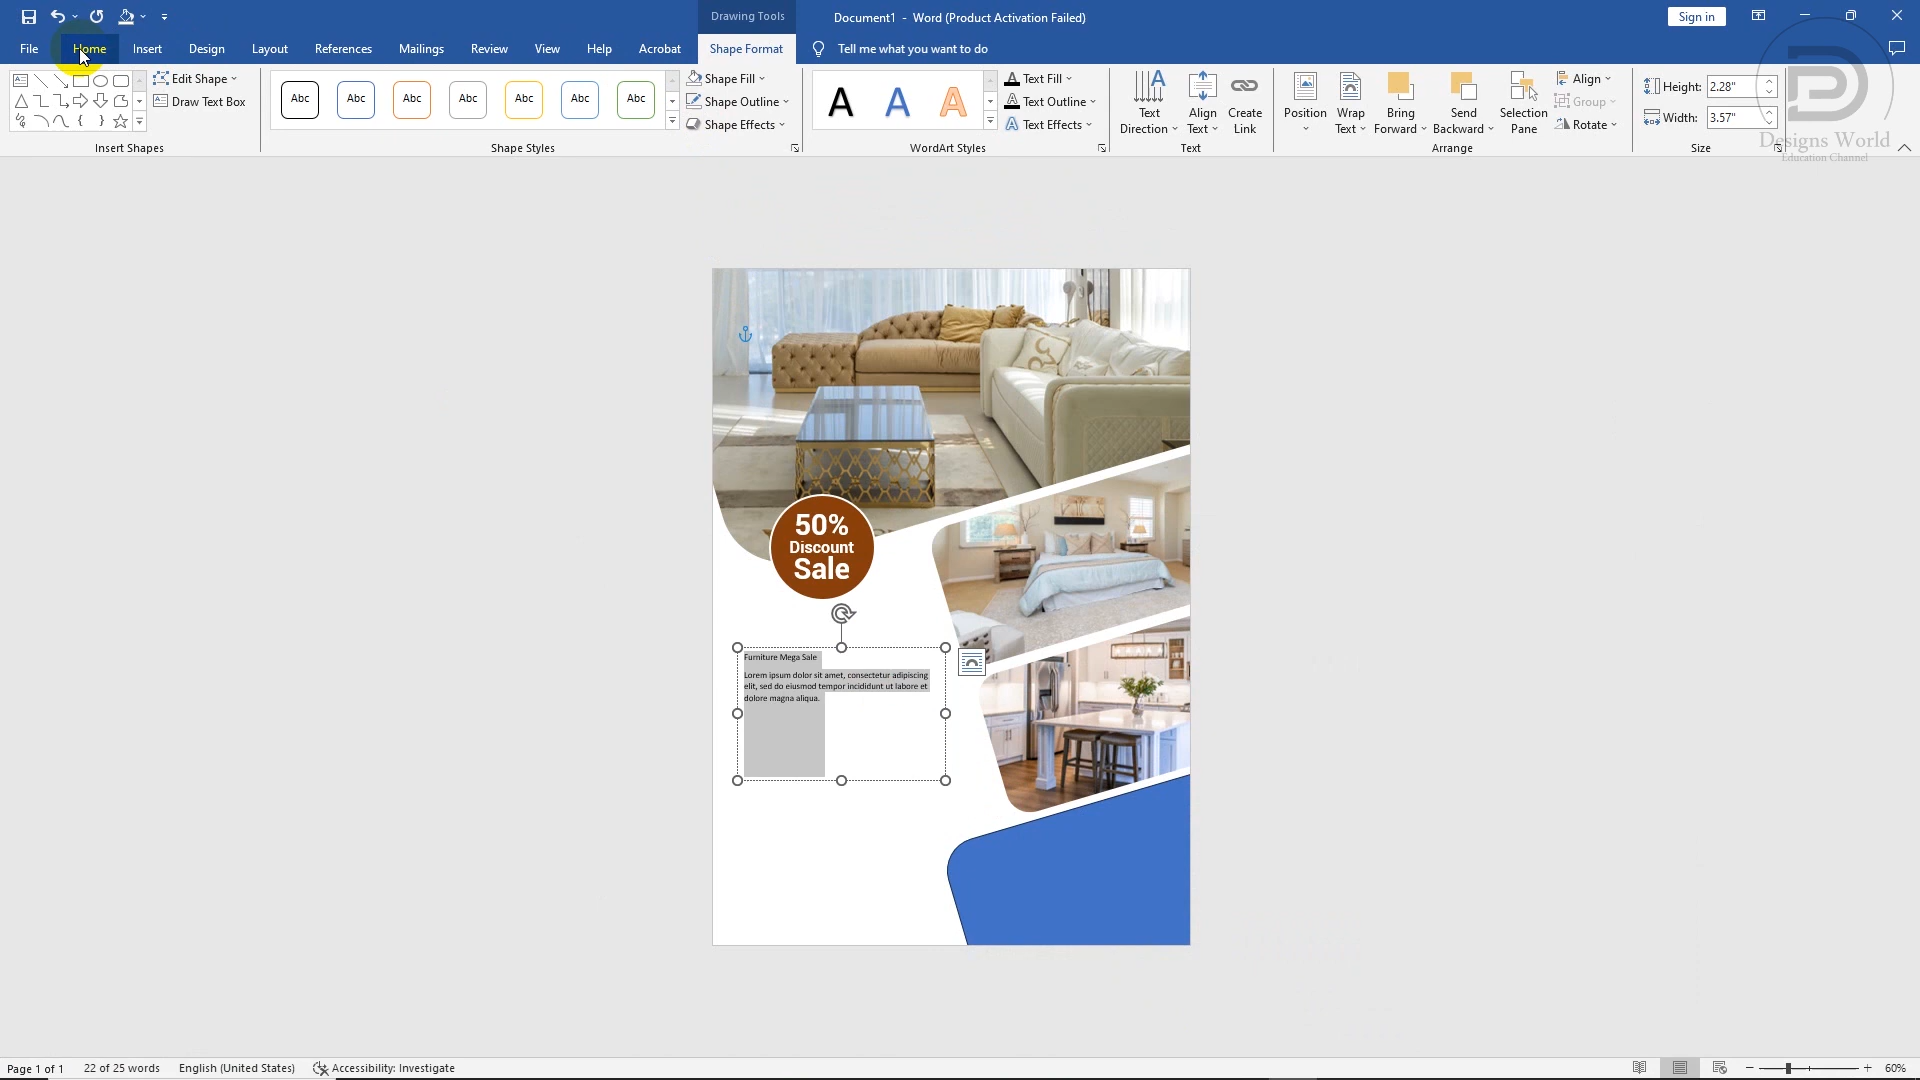 Drawing Tools
Document1 - Word (Product Activation Failed)
Sign in
File
Home
Insert
Design
Layout
References
Mailings
Review
View
Help
Acrobat
Shape Format
Tell me what you want to do
Edit Shape
Draw Text Box
Insert Shapes
Abc Abc Abc Abc Abc Abc Abc
Shape Fill
Shape Outline
Shape Effects
Shape Styles
A A A
Text Fill
Text Outline
Text Effects
WordArt Styles
Text Direction
Align Text
Create Link
Text
Position
Wrap Text
Bring Forward
Send Backward
Selection Pane
Align
Group
Rotate
Arrange
Height: 2.28"
Width: 3.57"
Size
Designs World
Education Channel
50%
Discount
Sale
Furniture Mega Sale
Lorem ipsum dolor sit amet, consectetur adipiscing
elit, sed do eiusmod tempor incididunt ut labore et
dolore magna aliqua.
Page 1 of 1
22 of 25 words
English (United States)
Accessibility: Investigate
60%